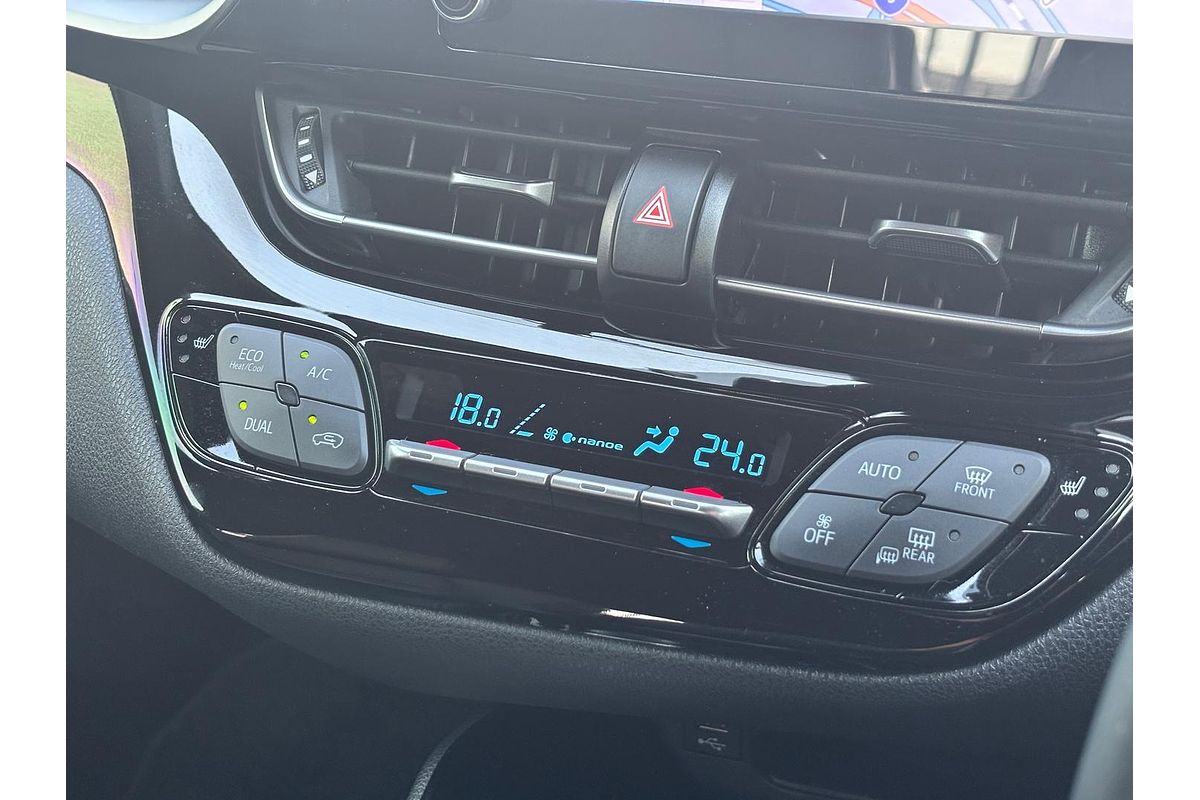 ECO
Heat/Cool
A/C
DUAL
18.0
nanoe
24.0
AUTO
FRONT
OFF
REAR